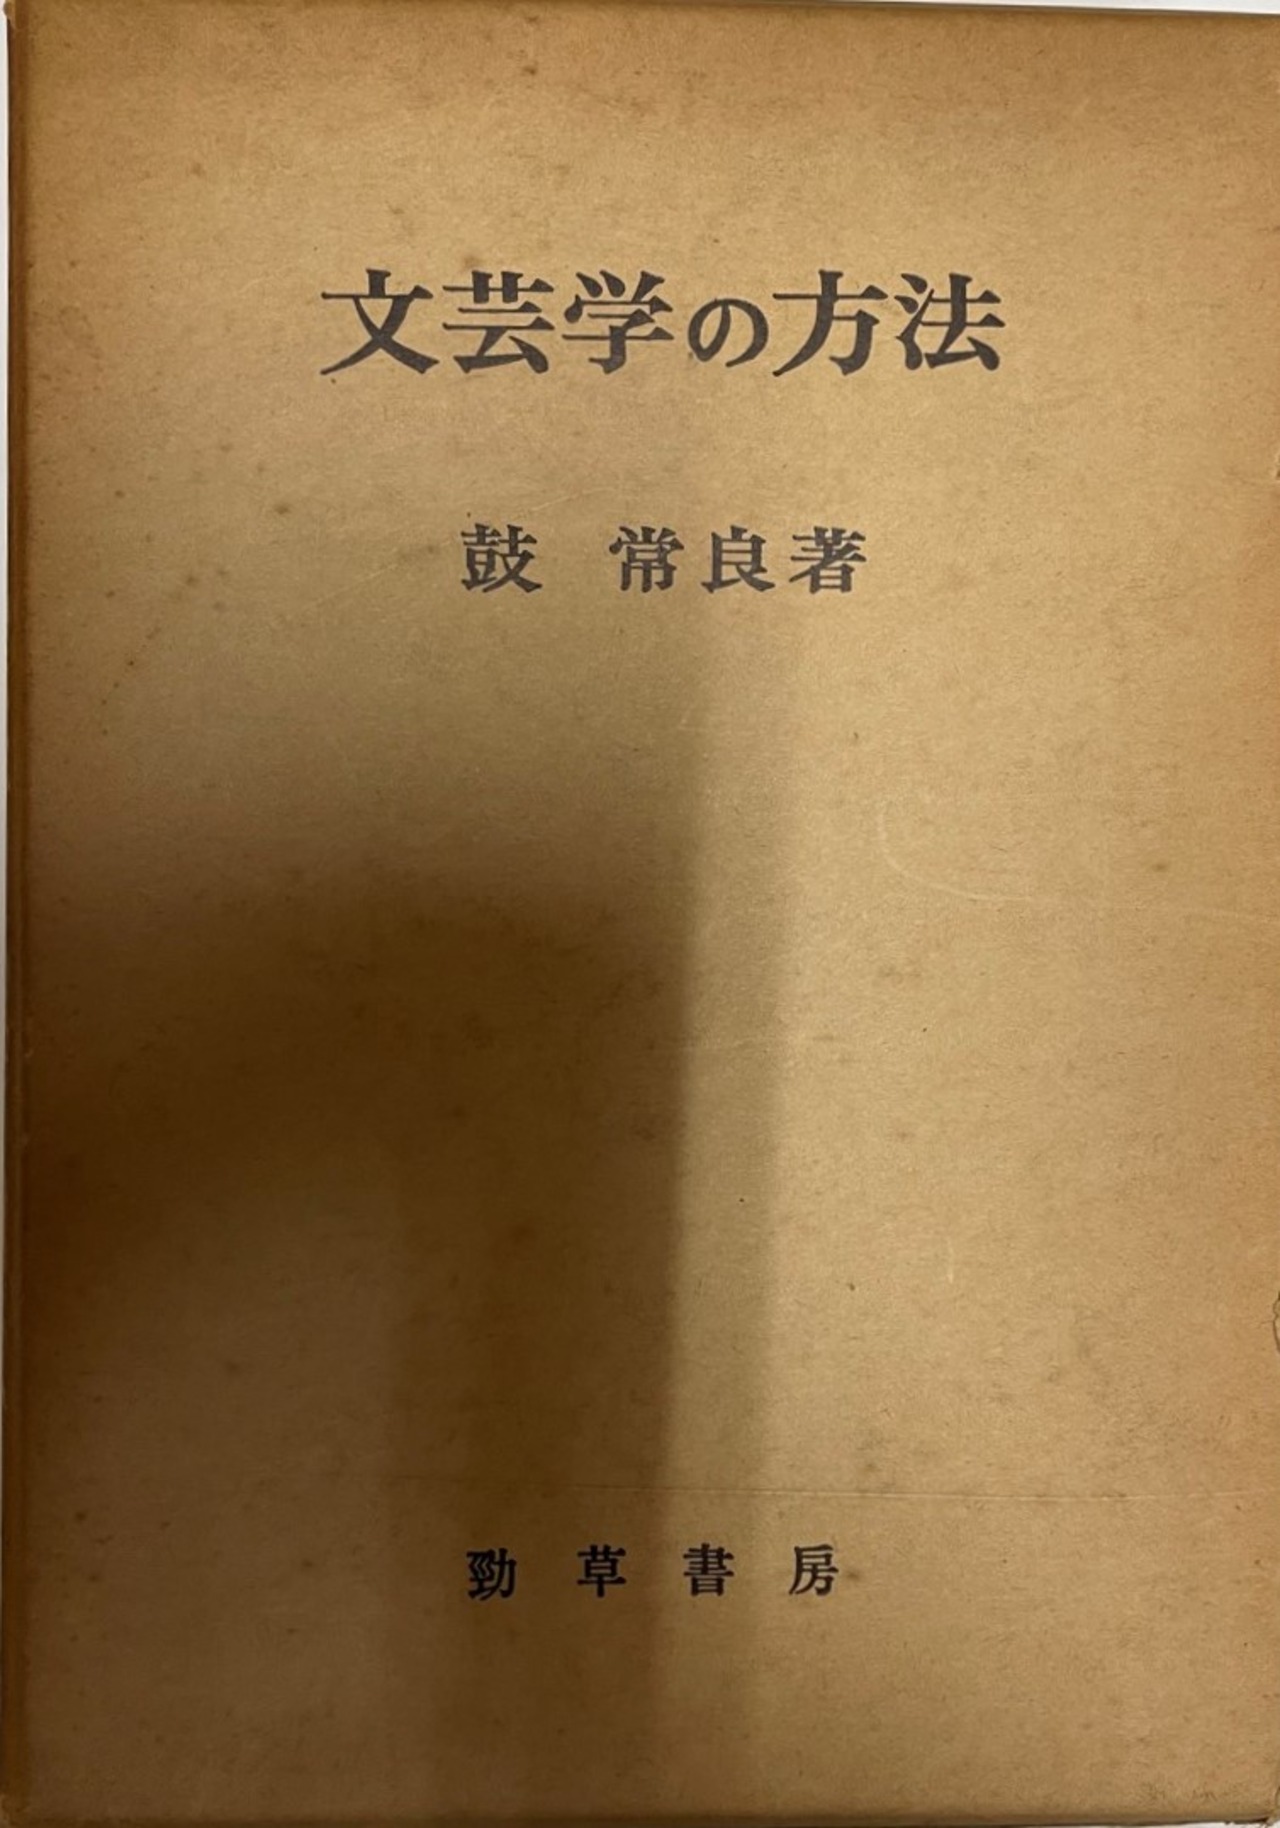 文芸学の方法
鼓 常良著
勁草書房